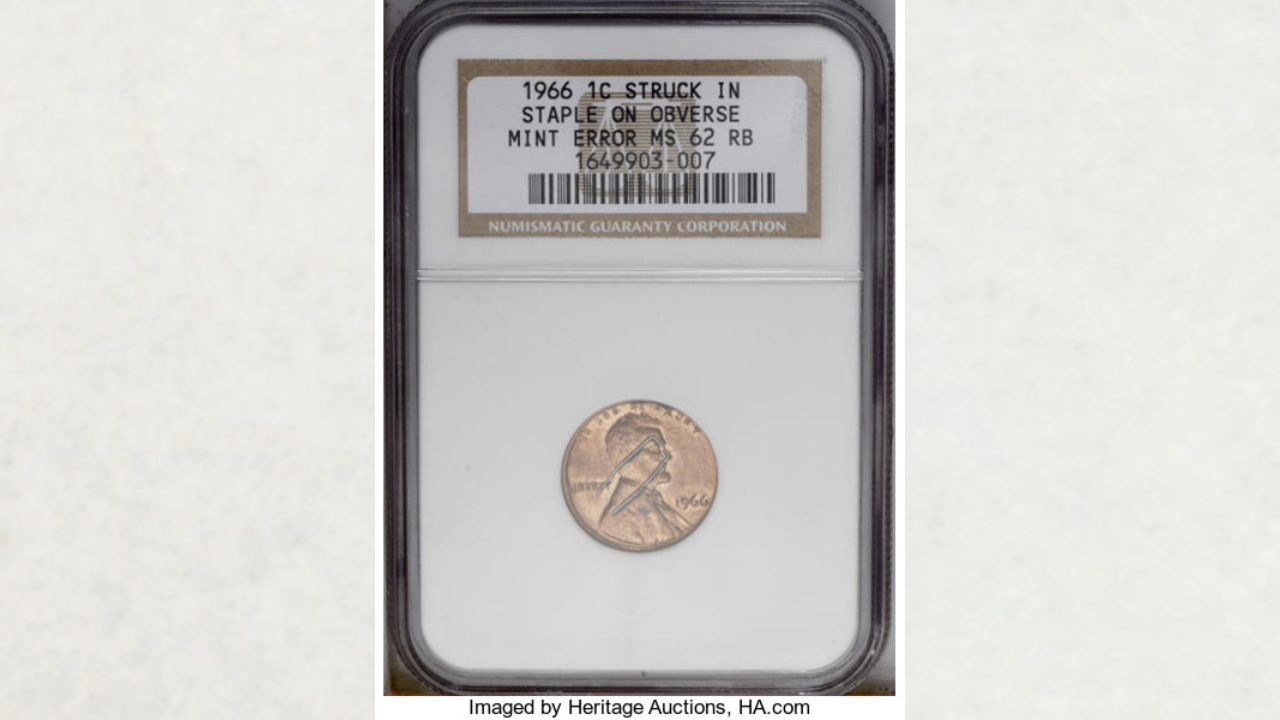 1966 1C STRUCK IN
STAPLE ON OBVERSE
MINT ERROR MS 62 RB
1649903-007
NUMISMATIC GUARANTY CORPORATION
LIBERTY
1966
Imaged by Heritage Auctions, HA.com